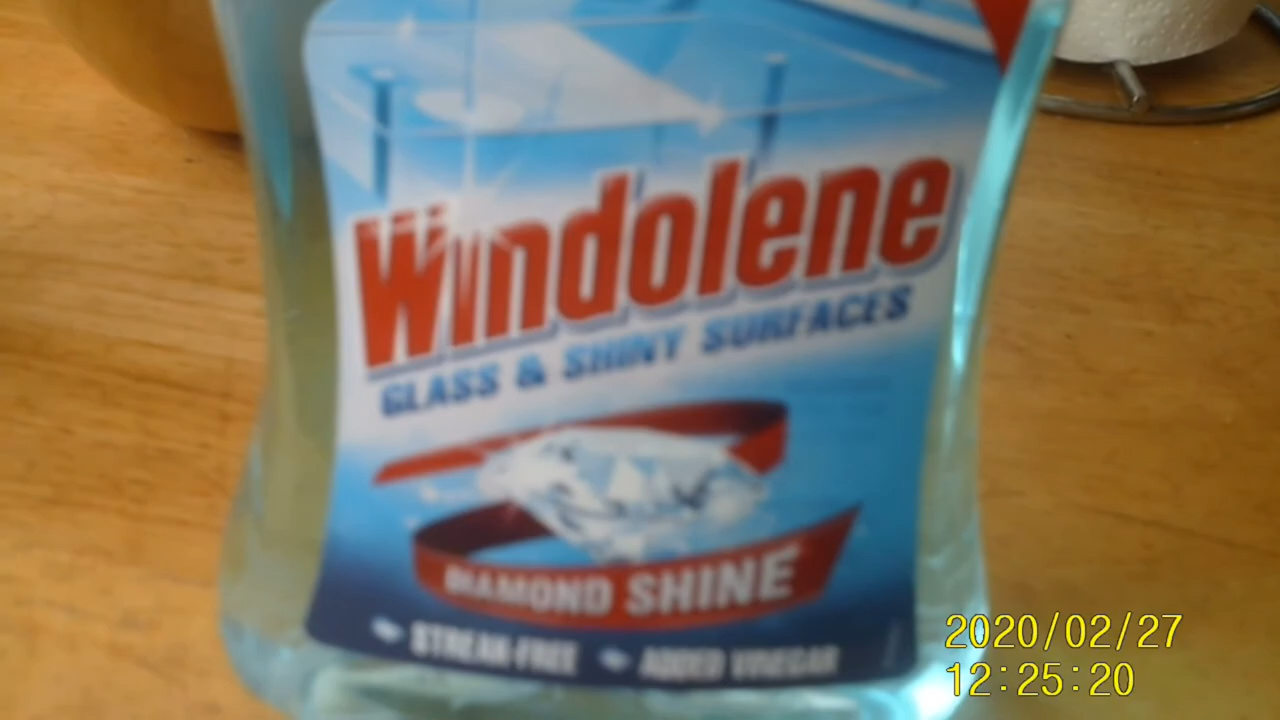 Windolene
GLASS & SHINY SURFACES
DIAMOND SHINE
STREAK-FREE ADDED VINEGAR
2020/02/27
12:25:20